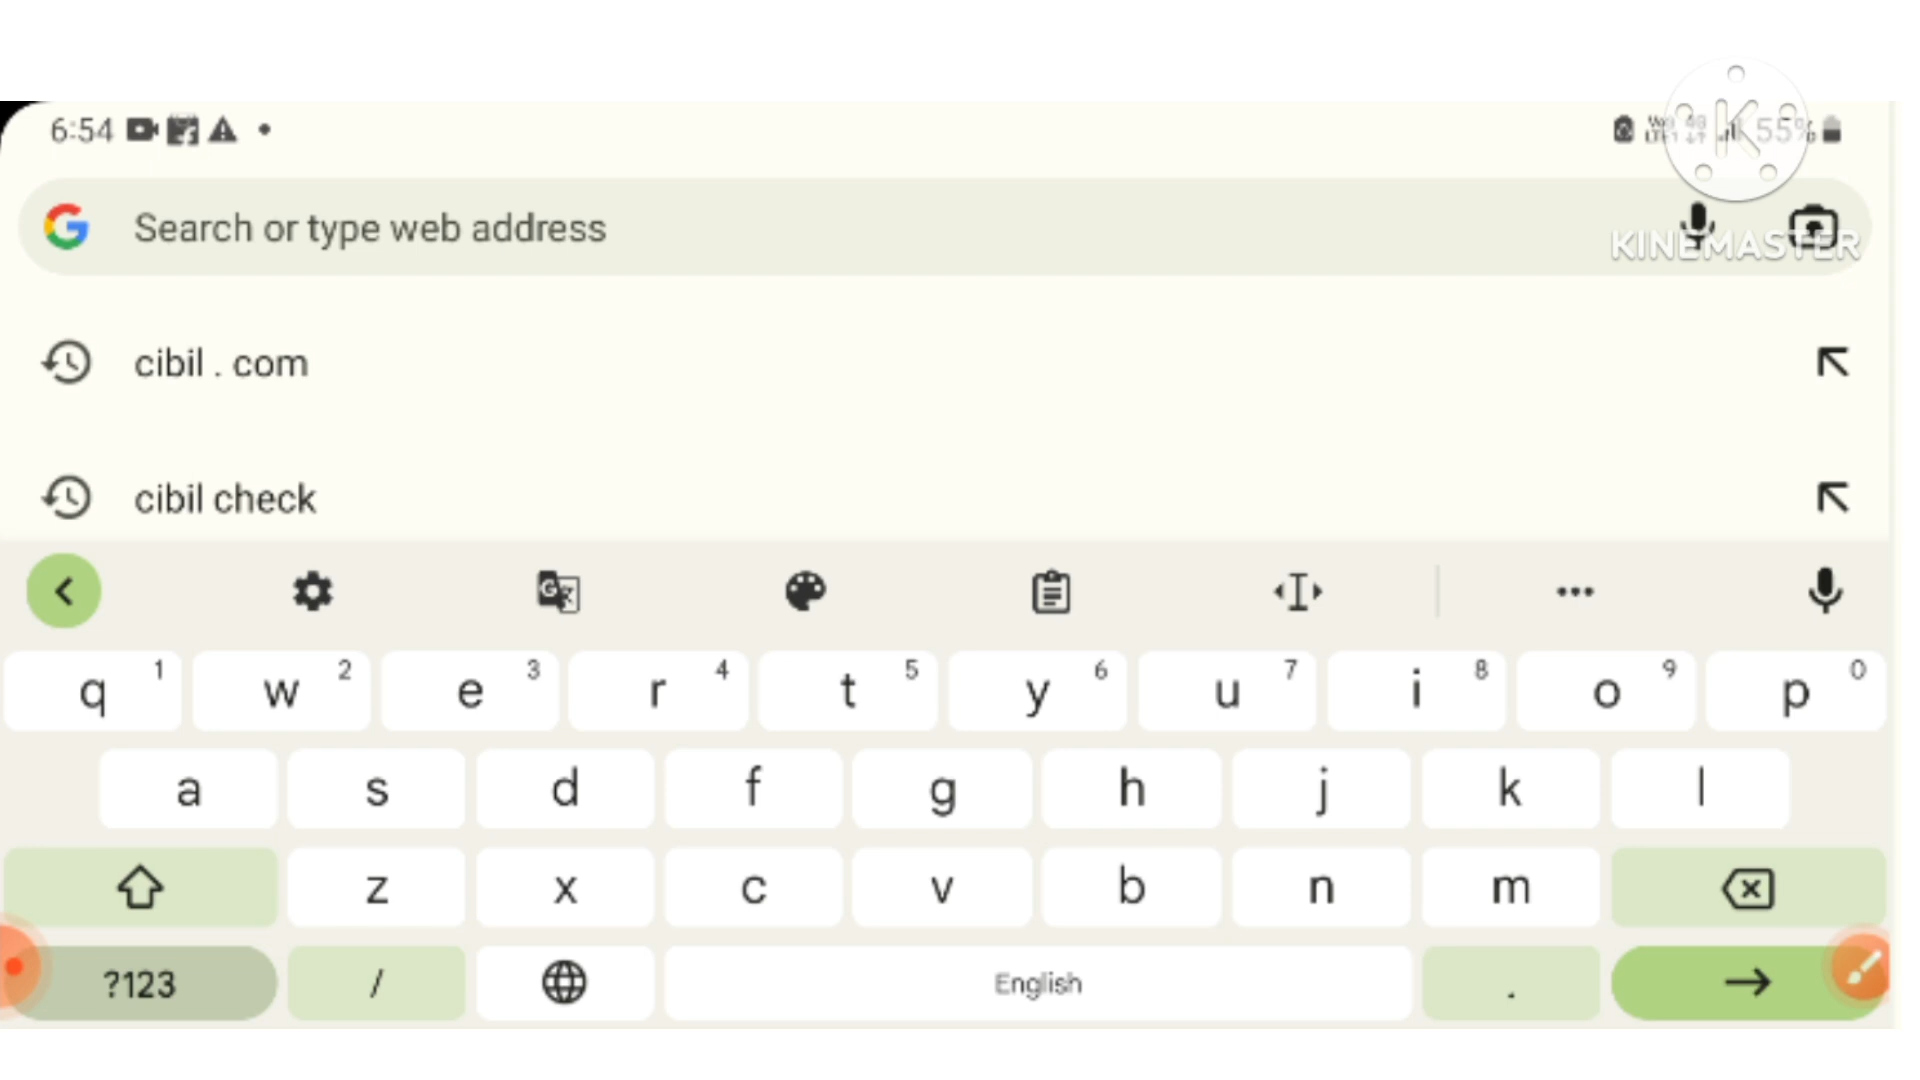 6:54
55%
KINEMASTER
Search or type web address
cibil . com
cibil check
q 1 w 2 e 3 r 4 t 5 y 6 u 7 i 8 o 9 p 0
a s d f g h j k l
z x c v b n m
?123 / English .